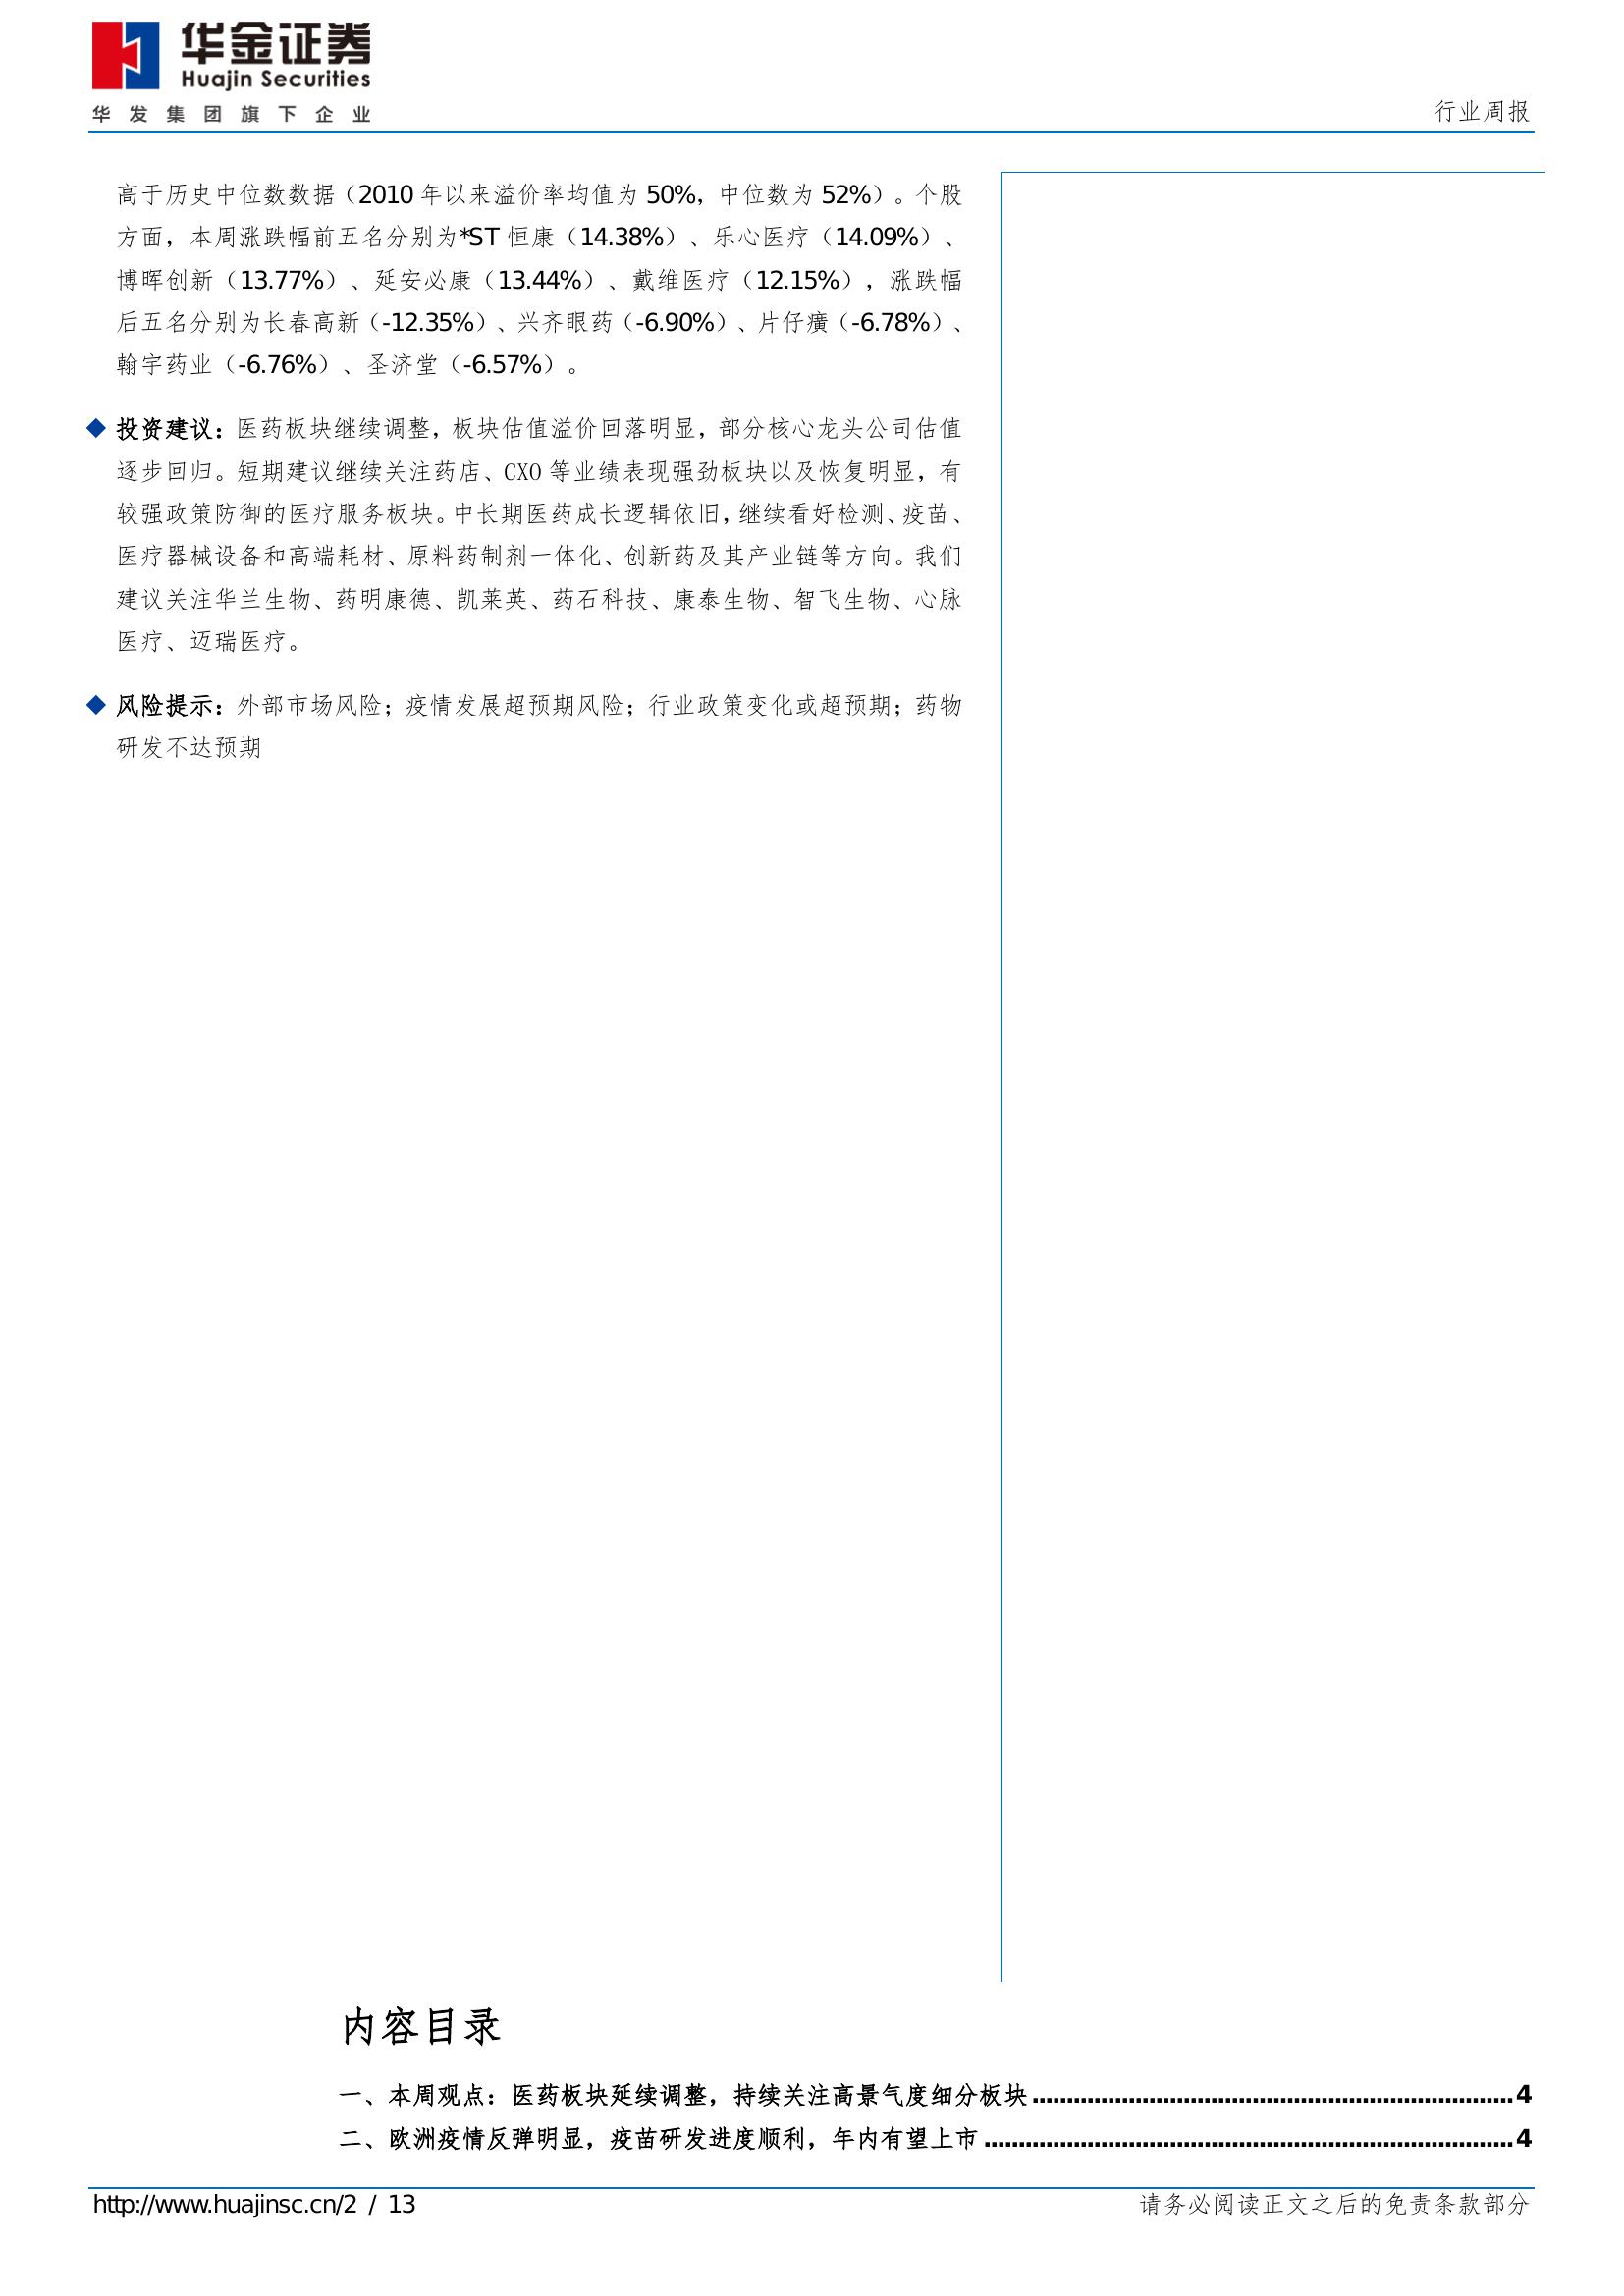 华金证券
Huajin Securities
华发集团旗下企业
行业周报
高于历史中位数数据（2010 年以来溢价率均值为 50%，中位数为 52%）。个股
方面，本周涨跌幅前五名分别为*ST 恒康（14.38%）、乐心医疗（14.09%）、
博晖创新（13.77%）、延安必康（13.44%）、戴维医疗（12.15%），涨跌幅
后五名分别为长春高新（-12.35%）、兴齐眼药（-6.90%）、片仔癀（-6.78%）、
翰宇药业（-6.76%）、圣济堂（-6.57%）。
◆ 投资建议：医药板块继续调整，板块估值溢价回落明显，部分核心龙头公司估值
逐步回归。短期建议继续关注药店、CXO 等业绩表现强劲板块以及恢复明显，有
较强政策防御的医疗服务板块。中长期医药成长逻辑依旧，继续看好检测、疫苗、
医疗器械设备和高端耗材、原料药制剂一体化、创新药及其产业链等方向。我们
建议关注华兰生物、药明康德、凯莱英、药石科技、康泰生物、智飞生物、心脉
医疗、迈瑞医疗。
◆ 风险提示：外部市场风险；疫情发展超预期风险；行业政策变化或超预期；药物
研发不达预期
内容目录
一、本周观点：医药板块延续调整，持续关注高景气度细分板块......................................................................4
二、欧洲疫情反弹明显，疫苗研发进度顺利，年内有望上市.............................................................................4
http://www.huajinsc.cn/2 / 13
请务必阅读正文之后的免责条款部分